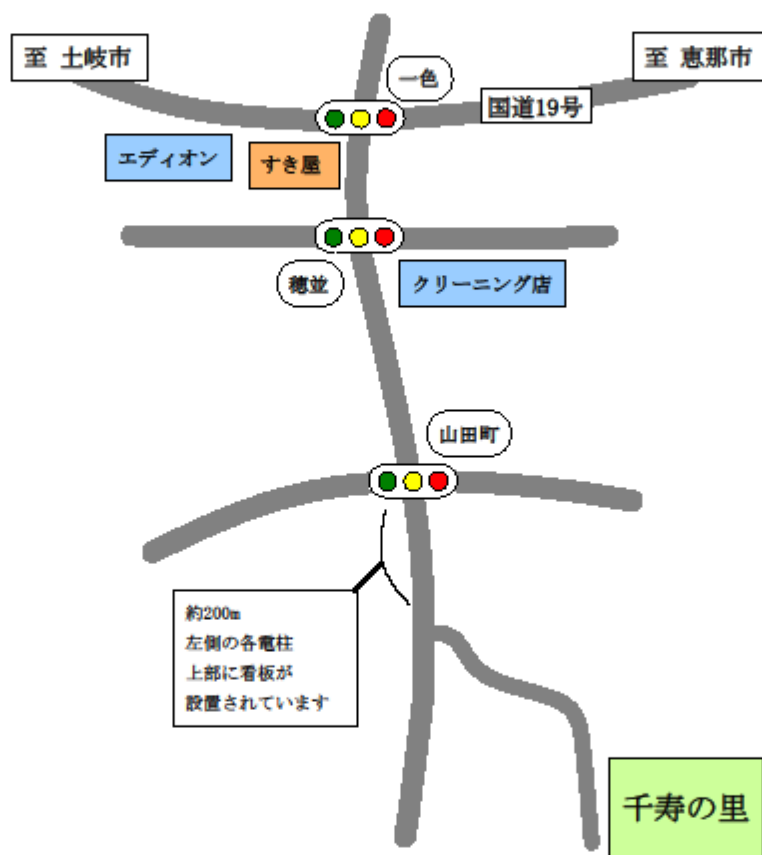 至 土岐市
一色
至 恵那市
国道19号
エディオン
すき屋
穂並
クリーニング店
山田町
約200m
左側の各電柱
上部に看板が
設置されています
千寿の里